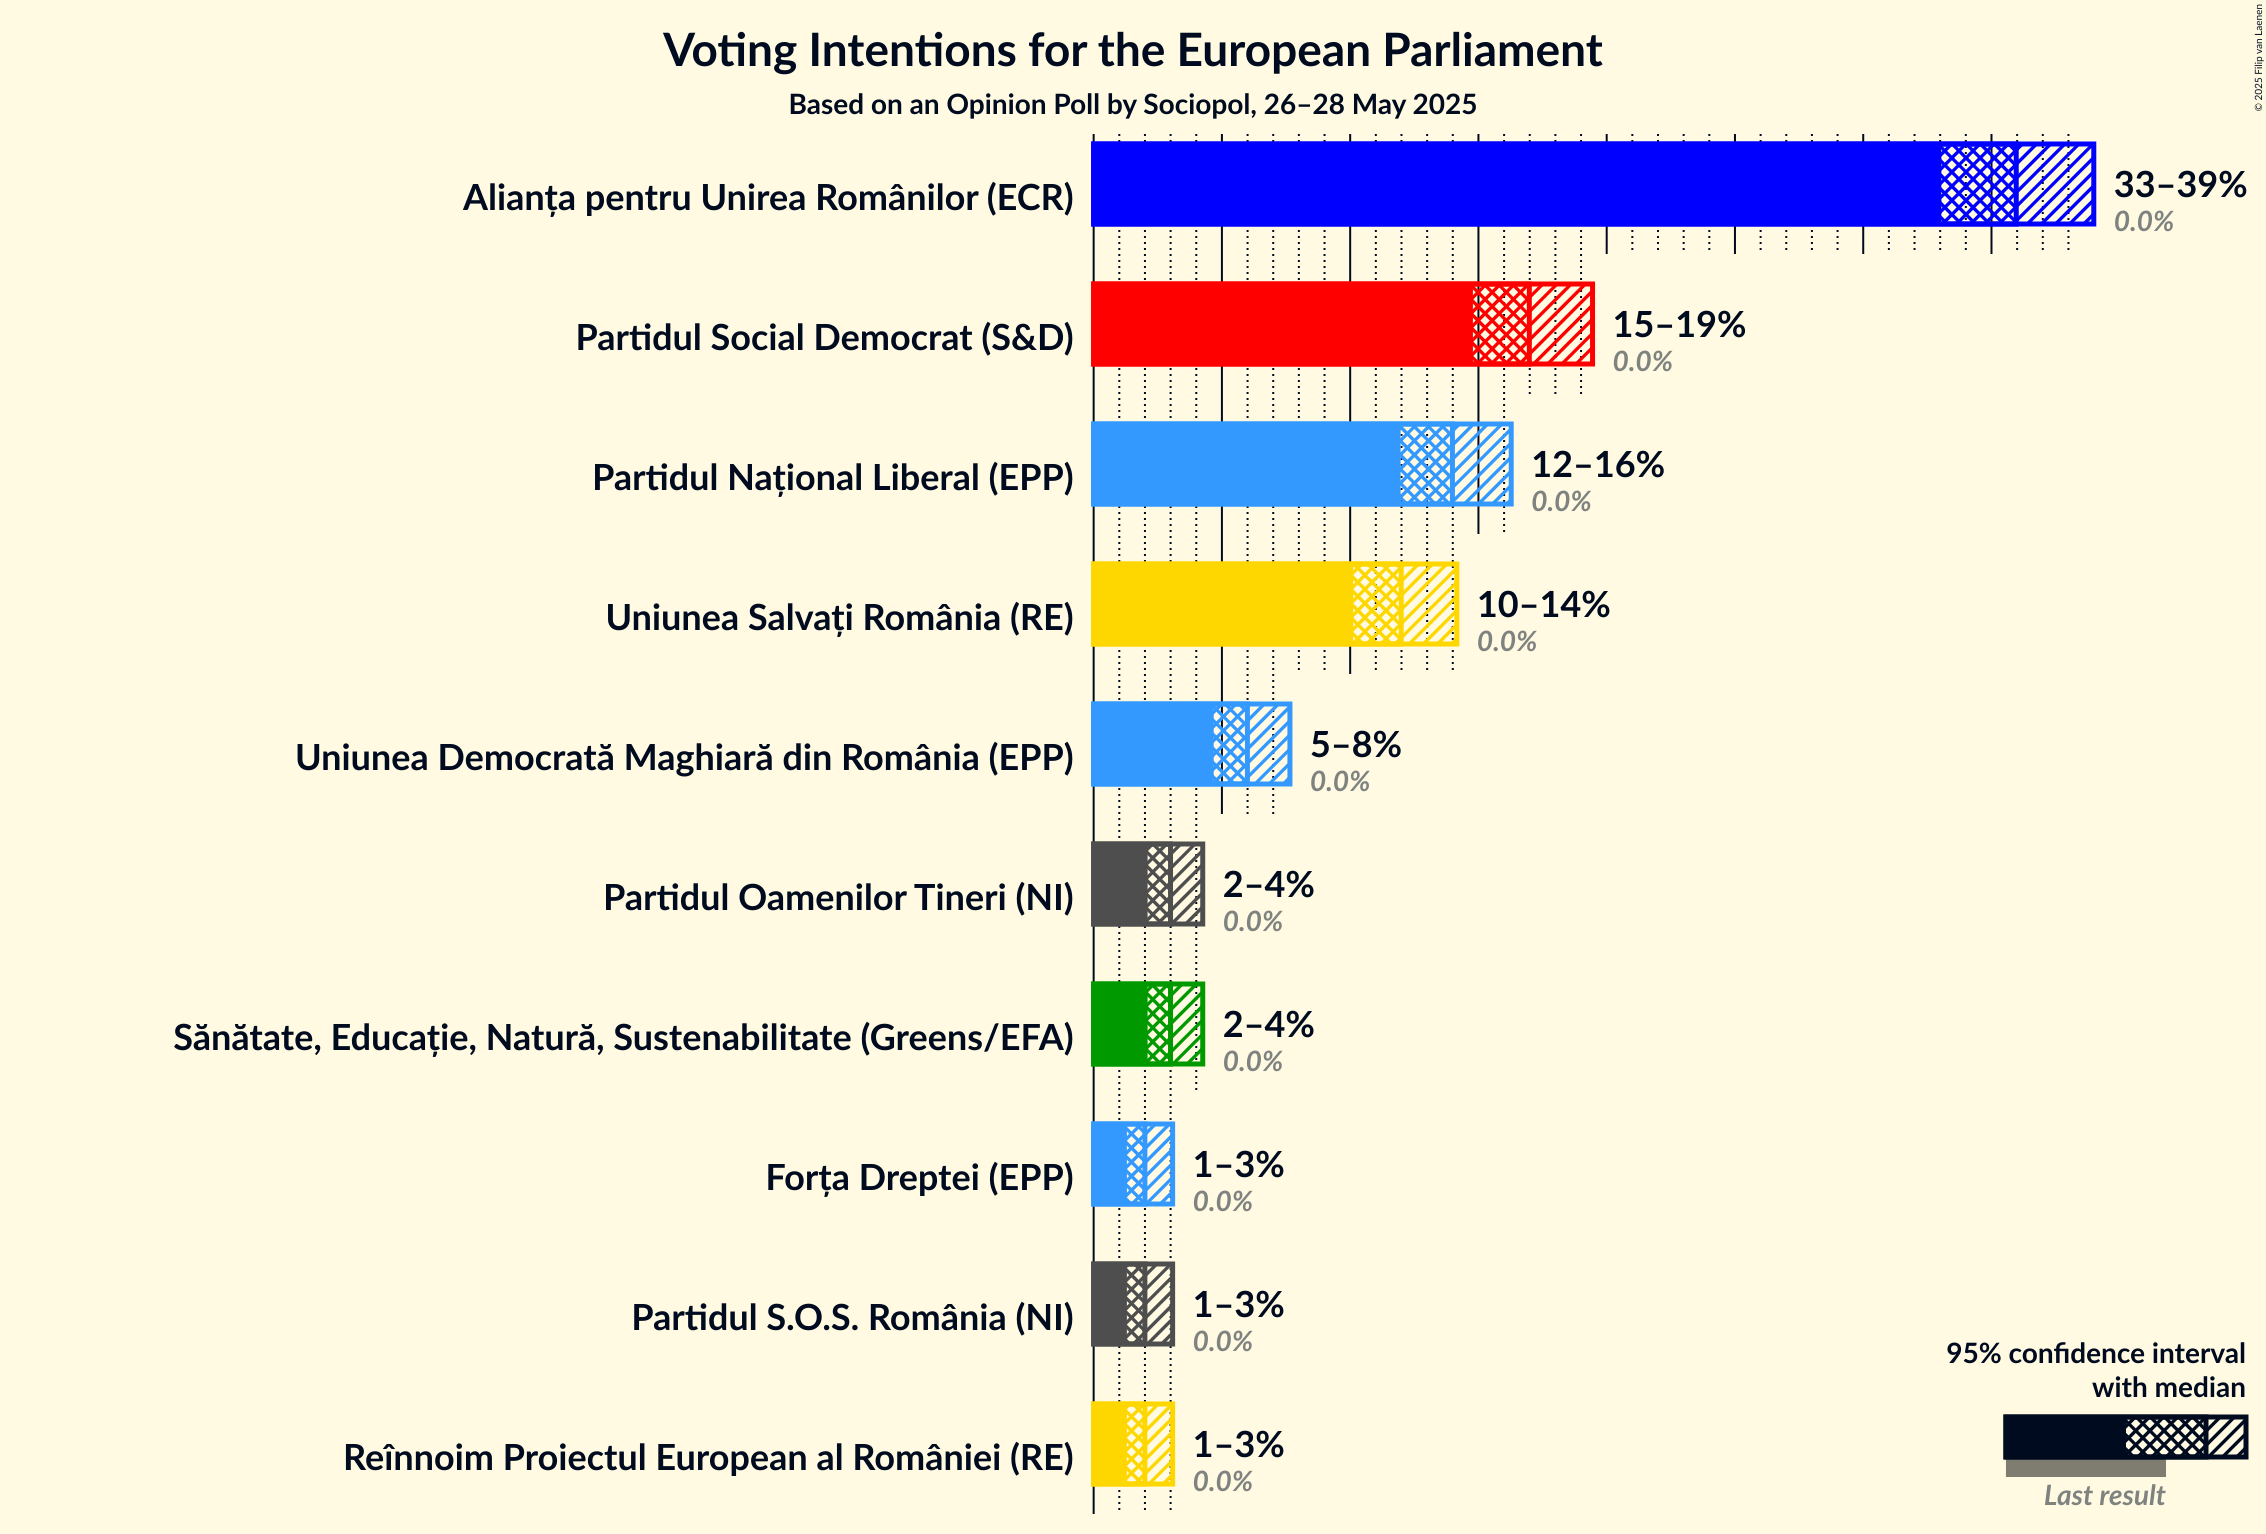 Voting Intentions for the European Parliament
Based on an Opinion Poll by Sociopol, 26–28 May 2025
© 2025 Filip van Laenen
Alianța pentru Unirea Românilor (ECR)
33–39%
0.0%
Partidul Social Democrat (S&D)
15–19%
0.0%
Partidul Național Liberal (EPP)
12–16%
0.0%
Uniunea Salvați România (RE)
10–14%
0.0%
Uniunea Democrată Maghiară din România (EPP)
5–8%
0.0%
Partidul Oamenilor Tineri (NI)
2–4%
0.0%
Sănătate, Educație, Natură, Sustenabilitate (Greens/EFA)
2–4%
0.0%
Forța Dreptei (EPP)
1–3%
0.0%
Partidul S.O.S. România (NI)
1–3%
0.0%
Reînnoim Proiectul European al României (RE)
1–3%
0.0%
95% confidence interval
with median
Last result